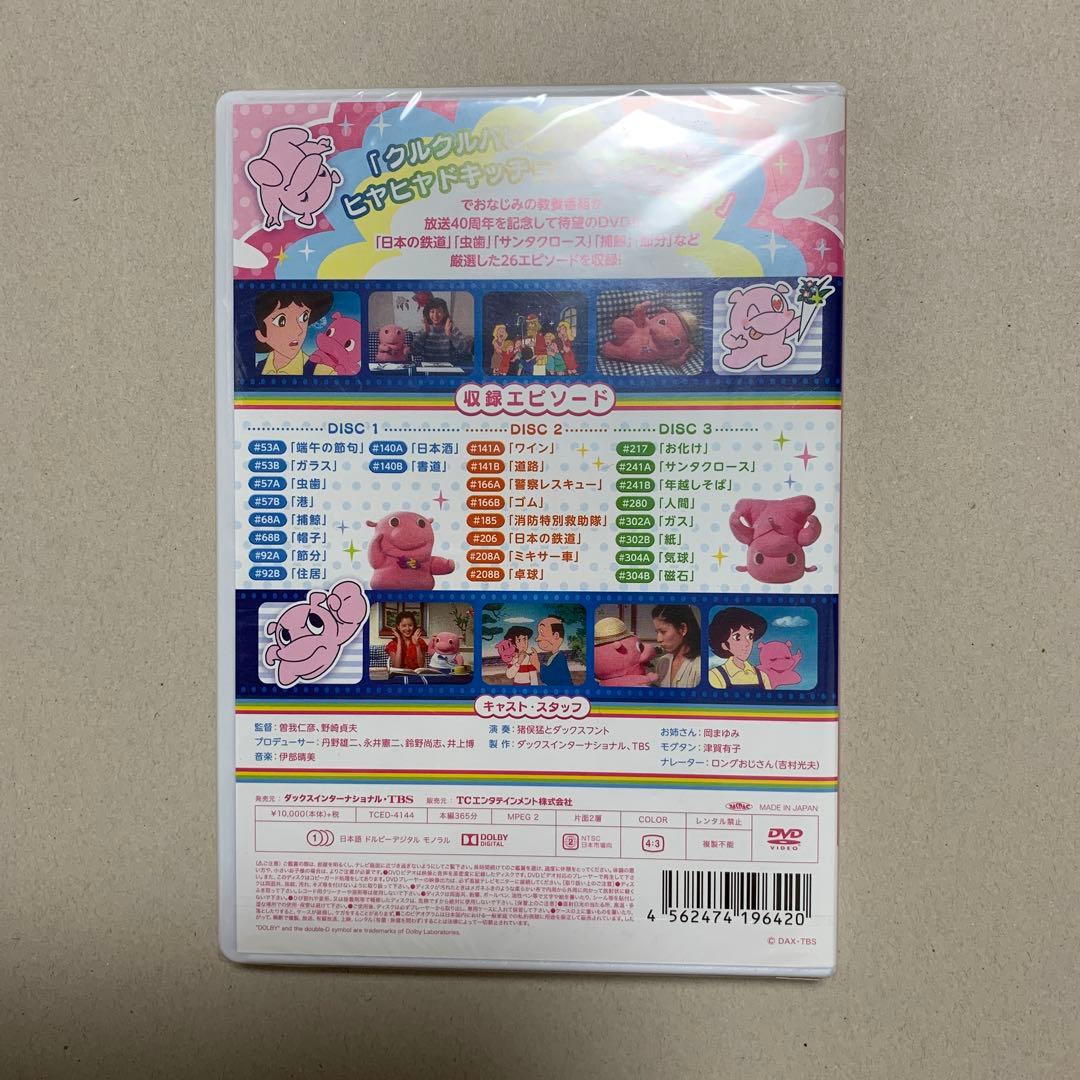 「クルクル
ヒヤヒヤドキッチョ
でおなじみの教養番組が
放送40周年を記念して待望のDVD
「日本の鉄道」「虫歯」「サンタクロース」「捕鯨」「節分」など
厳選した26エピソードを収録!
収録エピソード
DISC 1
#53A「端午の節句」
#53B「ガラス」
#57A「虫歯」
#57B「港」
#68A「捕鯨」
#68B「帽子」
#92A「節分」
#92B「住居」
#140A「日本酒」
#140B「書道」
DISC 2
#141A「ワイン」
#141B「道路」
#166A「警察レスキュー」
#166B「ゴム」
#185「消防特別救助隊」
#206「日本の鉄道」
#208A「ミキサー車」
#208B「卓球」
DISC 3
#217「お化け」
#241A「サンタクロース」
#241B「年越しそば」
#280「人間」
#302A「ガス」
#302B「紙」
#304A「気球」
#304B「磁石」
キャスト・スタッフ
監督:曽我仁彦、野崎貞夫
プロデューサー:丹野雄二、永井憲二、鈴野尚志、井上博
音楽:伊部晴美
演奏:猪俣猛とダックスフント
製作:ダックスインターナショナル、TBS
お姉さん:岡まゆみ
モグタン:津賀有子
ナレーター:ロングおじさん(吉村光夫)
発売元:ダックスインターナショナル・TBS 販売元:TCエンタテインメント株式会社
MADE IN JAPAN
¥10,000(本体)+税 TCED-4144 本編365分 MPEG 2 片面2層 COLOR レンタル禁止
1)) 日本語 ドルビーデジタル モノラル DOLBY DIGITAL 2 NTSC 日本市場向 4:3 複製不能
DVD VIDEO
"DOLBY" and the double-D symbol are trademarks of Dolby Laboratories.
4 562474 196420
© DAX・TBS